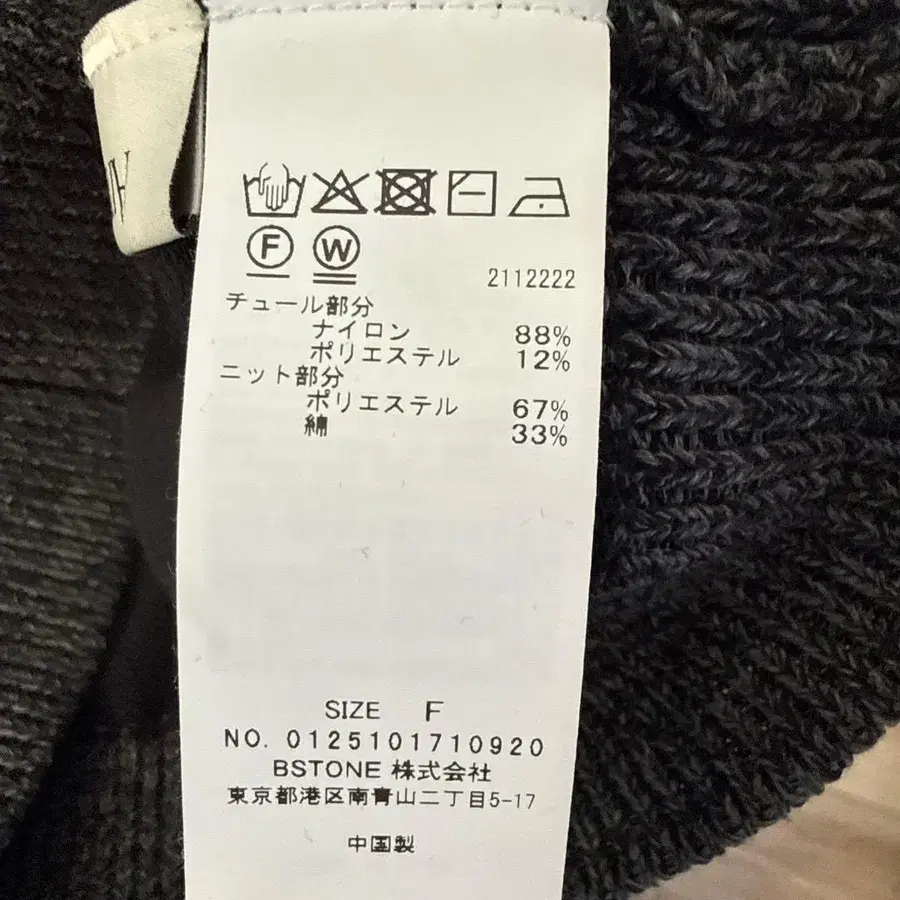 F W
2112222
チュール部分
ナイロン 88%
ポリエステル 12%
ニット部分
ポリエステル 67%
綿 33%
SIZE F
NO. 0125101710920
BSTONE 株式会社
東京都港区南青山二丁目5-17
中国製